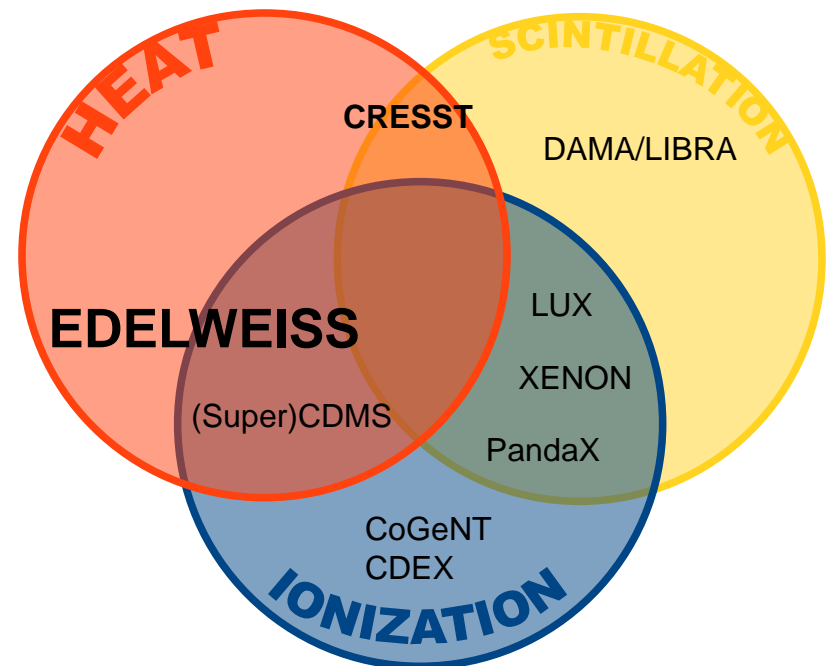 HEAT
SCINTILLATION
CRESST
DAMA/LIBRA
LUX
EDELWEISS
XENON
(Super)CDMS
PandaX
CoGeNT
CDEX
IONIZATION